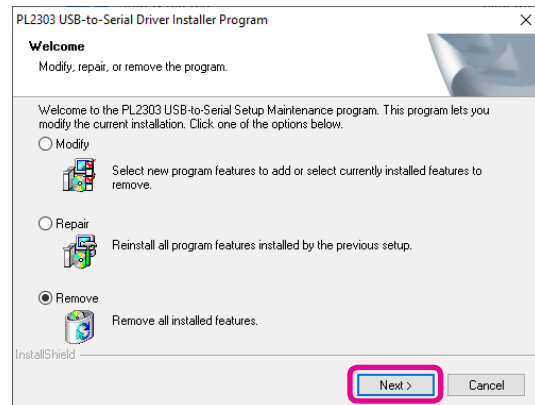 PL2303 USB-to-Serial Driver Installer Program
Welcome
Modify, repair, or remove the program.
Welcome to the PL2303 USB-to-Serial Setup Maintenance program. This program lets you
modify the current installation. Click one of the options below.
Modify
Select new program features to add or select currently installed features to
remove.
Repair
Reinstall all program features installed by the previous setup.
Remove
Remove all installed features.
InstallShield
Next >
Cancel